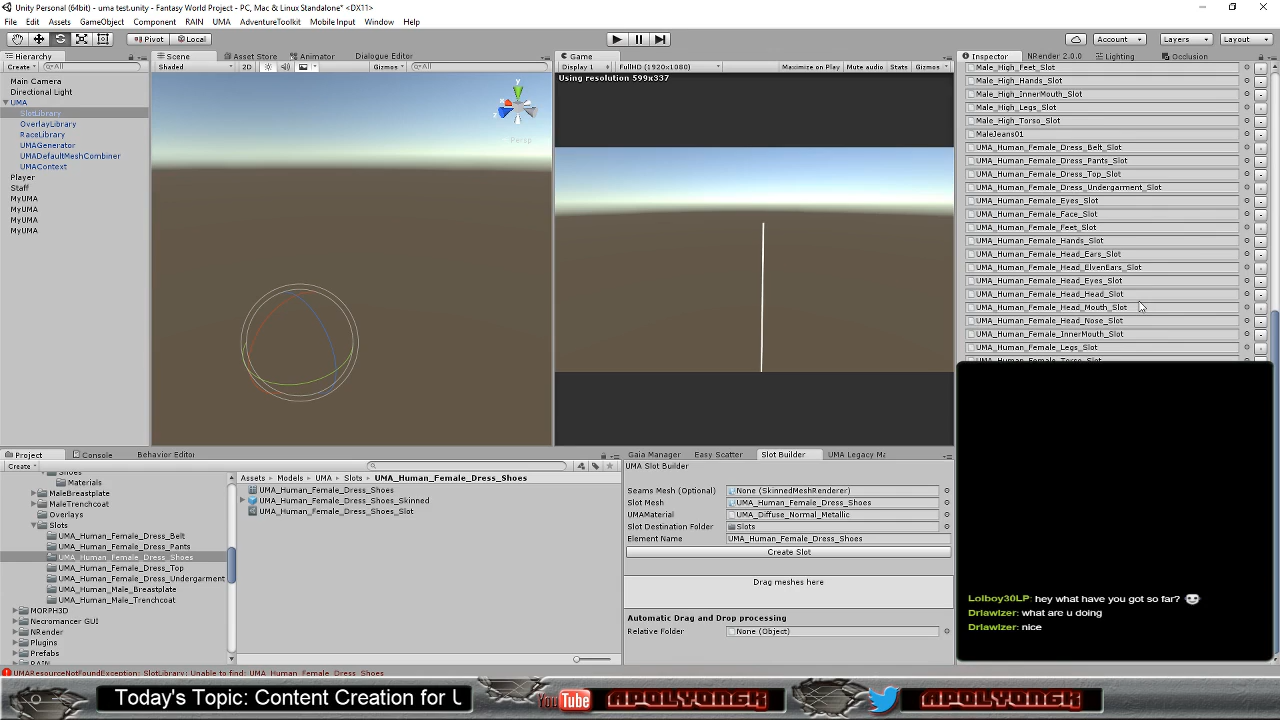 Unity Personal (64bit) - uma test.unity - Fantasy World Project - PC, Mac & Linux Standalone* <DX11>
File Edit Assets GameObject Component RAIN UMA AdventureToolkit Mobile Input Window Help
Pivot Local Account Layers Layout
Hierarchy
Create All
Main Camera
Directional Light
UMA
SlotLibrary
OverlayLibrary
RaceLibrary
UMAGenerator
UMADefaultMeshCombiner
UMAContext
Player
Staff
MyUMA
MyUMA
MyUMA
MyUMA
Scene Asset Store Animator Dialogue Editor
Shaded 2D Gizmos All
y
x
z
Persp
Game
Display 1 FullHD (1920x1080) Maximize on Play Mute audio Stats Gizmos
Using resolution 599x337
Inspector NRender 2.0.0 Lighting Occlusion
Male_High_Feet_Slot
Male_High_Hands_Slot
Male_High_InnerMouth_Slot
Male_High_Legs_Slot
Male_High_Torso_Slot
MaleJeans01
UMA_Human_Female_Dress_Belt_Slot
UMA_Human_Female_Dress_Pants_Slot
UMA_Human_Female_Dress_Top_Slot
UMA_Human_Female_Dress_Undergarment_Slot
UMA_Human_Female_Eyes_Slot
UMA_Human_Female_Face_Slot
UMA_Human_Female_Feet_Slot
UMA_Human_Female_Hands_Slot
UMA_Human_Female_Head_Ears_Slot
UMA_Human_Female_Head_ElvenEars_Slot
UMA_Human_Female_Head_Eyes_Slot
UMA_Human_Female_Head_Head_Slot
UMA_Human_Female_Head_Mouth_Slot
UMA_Human_Female_Head_Nose_Slot
UMA_Human_Female_InnerMouth_Slot
UMA_Human_Female_Legs_Slot
UMA_Human_Female_Torso_Slot
Project Console Behavior Editor
Create
Shoes
Materials
MaleBreastplate
MaleTrenchcoat
Overlays
Slots
UMA_Human_Female_Dress_Belt
UMA_Human_Female_Dress_Pants
UMA_Human_Female_Dress_Shoes
UMA_Human_Female_Dress_Top
UMA_Human_Female_Dress_Undergarment
UMA_Human_Male_Breastplate
UMA_Human_Male_Trenchcoat
MORPH3D
Necromancer GUI
NRender
Plugins
Prefabs
RAIN
Assets Models UMA Slots UMA_Human_Female_Dress_Shoes
UMA_Human_Female_Dress_Shoes
UMA_Human_Female_Dress_Shoes_Skinned
UMA_Human_Female_Dress_Shoes_Slot
Gaia Manager Easy Scatter Slot Builder UMA Legacy Ma
UMA Slot Builder
Seams Mesh (Optional) None (SkinnedMeshRenderer)
Slot Mesh UMA_Human_Female_Dress_Shoes
UMAMaterial UMA_Diffuse_Normal_Metallic
Slot Destination Folder Slots
Element Name UMA_Human_Female_Dress_Shoes
Create Slot
Drag meshes here
Automatic Drag and Drop processing
Relative Folder None (Object)
Lolboy30LP: hey what have you got so far?
Drlawlzer: what are u doing
Drlawlzer: nice
UMAResourceNotFoundException: SlotLibrary: Unable to find: UMA_Human_Female_Dress_Shoes
Today's Topic: Content Creation for U
YouTube APOLYONGK APOLYONGK